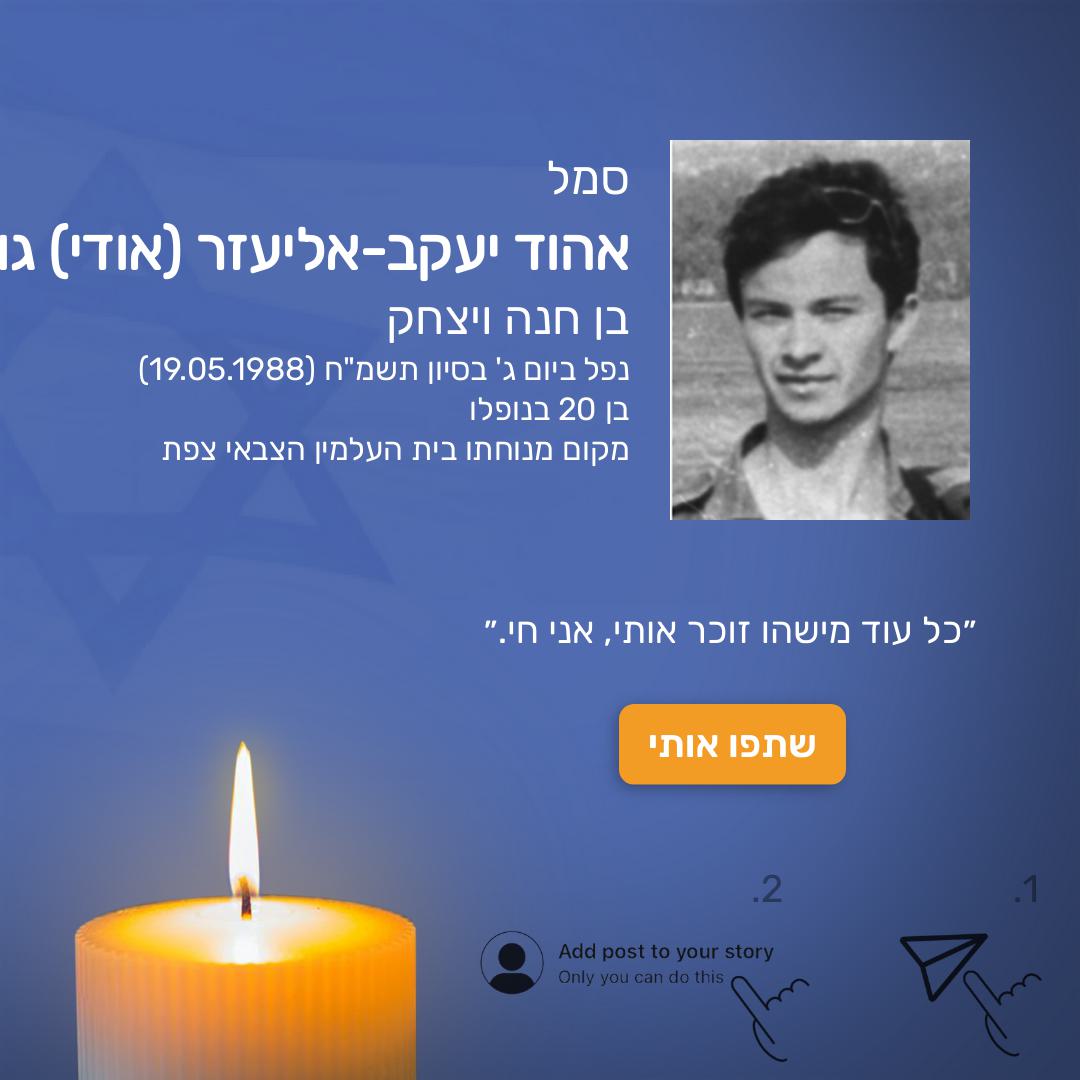 סמל
אהוד יעקב-אליעזר (אודי)
בן חנה ויצחק
נפל ביום ג' בסיון תשמ"ח (19.05.1988)
בן 20 בנופלו
מקום מנוחתו בית העלמין הצבאי צפת
״כל עוד מישהו זוכר אותי, אני חי.״
שתפו אותי
1.
2.
Add post to your story
Only you can do this